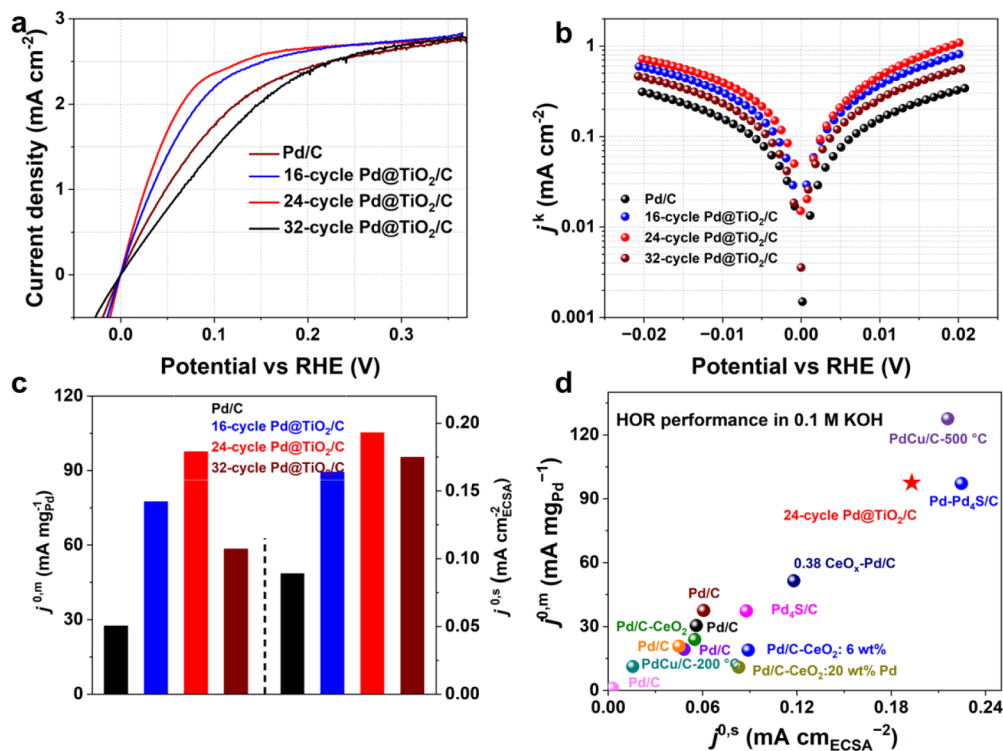 a
Current density (mA cm⁻²)
3
2
1
0
Pd/C
16-cycle Pd@TiO₂/C
24-cycle Pd@TiO₂/C
32-cycle Pd@TiO₂/C
0.0 0.1 0.2 0.3
Potential vs RHE (V)
b
jᵏ (mA cm⁻²)
1
0.1
0.01
0.001
Pd/C
16-cycle Pd@TiO₂/C
24-cycle Pd@TiO₂/C
32-cycle Pd@TiO₂/C
−0.02 −0.01 0.00 0.01 0.02
Potential vs RHE (V)
c
j⁰,ᵐ (mA mg⁻¹Pd)
120
90
60
30
0
Pd/C
16-cycle Pd@TiO₂/C
24-cycle Pd@TiO₂/C
32-cycle Pd@TiO₂/C
0.20
0.15
0.10
0.05
0.00
j⁰,ˢ (mA cm⁻²ECSA)
d
j⁰,ᵐ (mA mgPd⁻¹)
120
90
60
30
0
HOR performance in 0.1 M KOH
PdCu/C-500 °C
Pd-Pd₄S/C
24-cycle Pd@TiO₂/C
0.38 CeOₓ-Pd/C
Pd/C
Pd₄S/C
Pd/C-CeO₂
Pd/C
Pd/C
Pd/C
Pd/C-CeO₂: 6 wt%
PdCu/C-200 °C
Pd/C-CeO₂:20 wt% Pd
Pd/C
0.00 0.06 0.12 0.18 0.24
j⁰,ˢ (mA cmECSA⁻²)